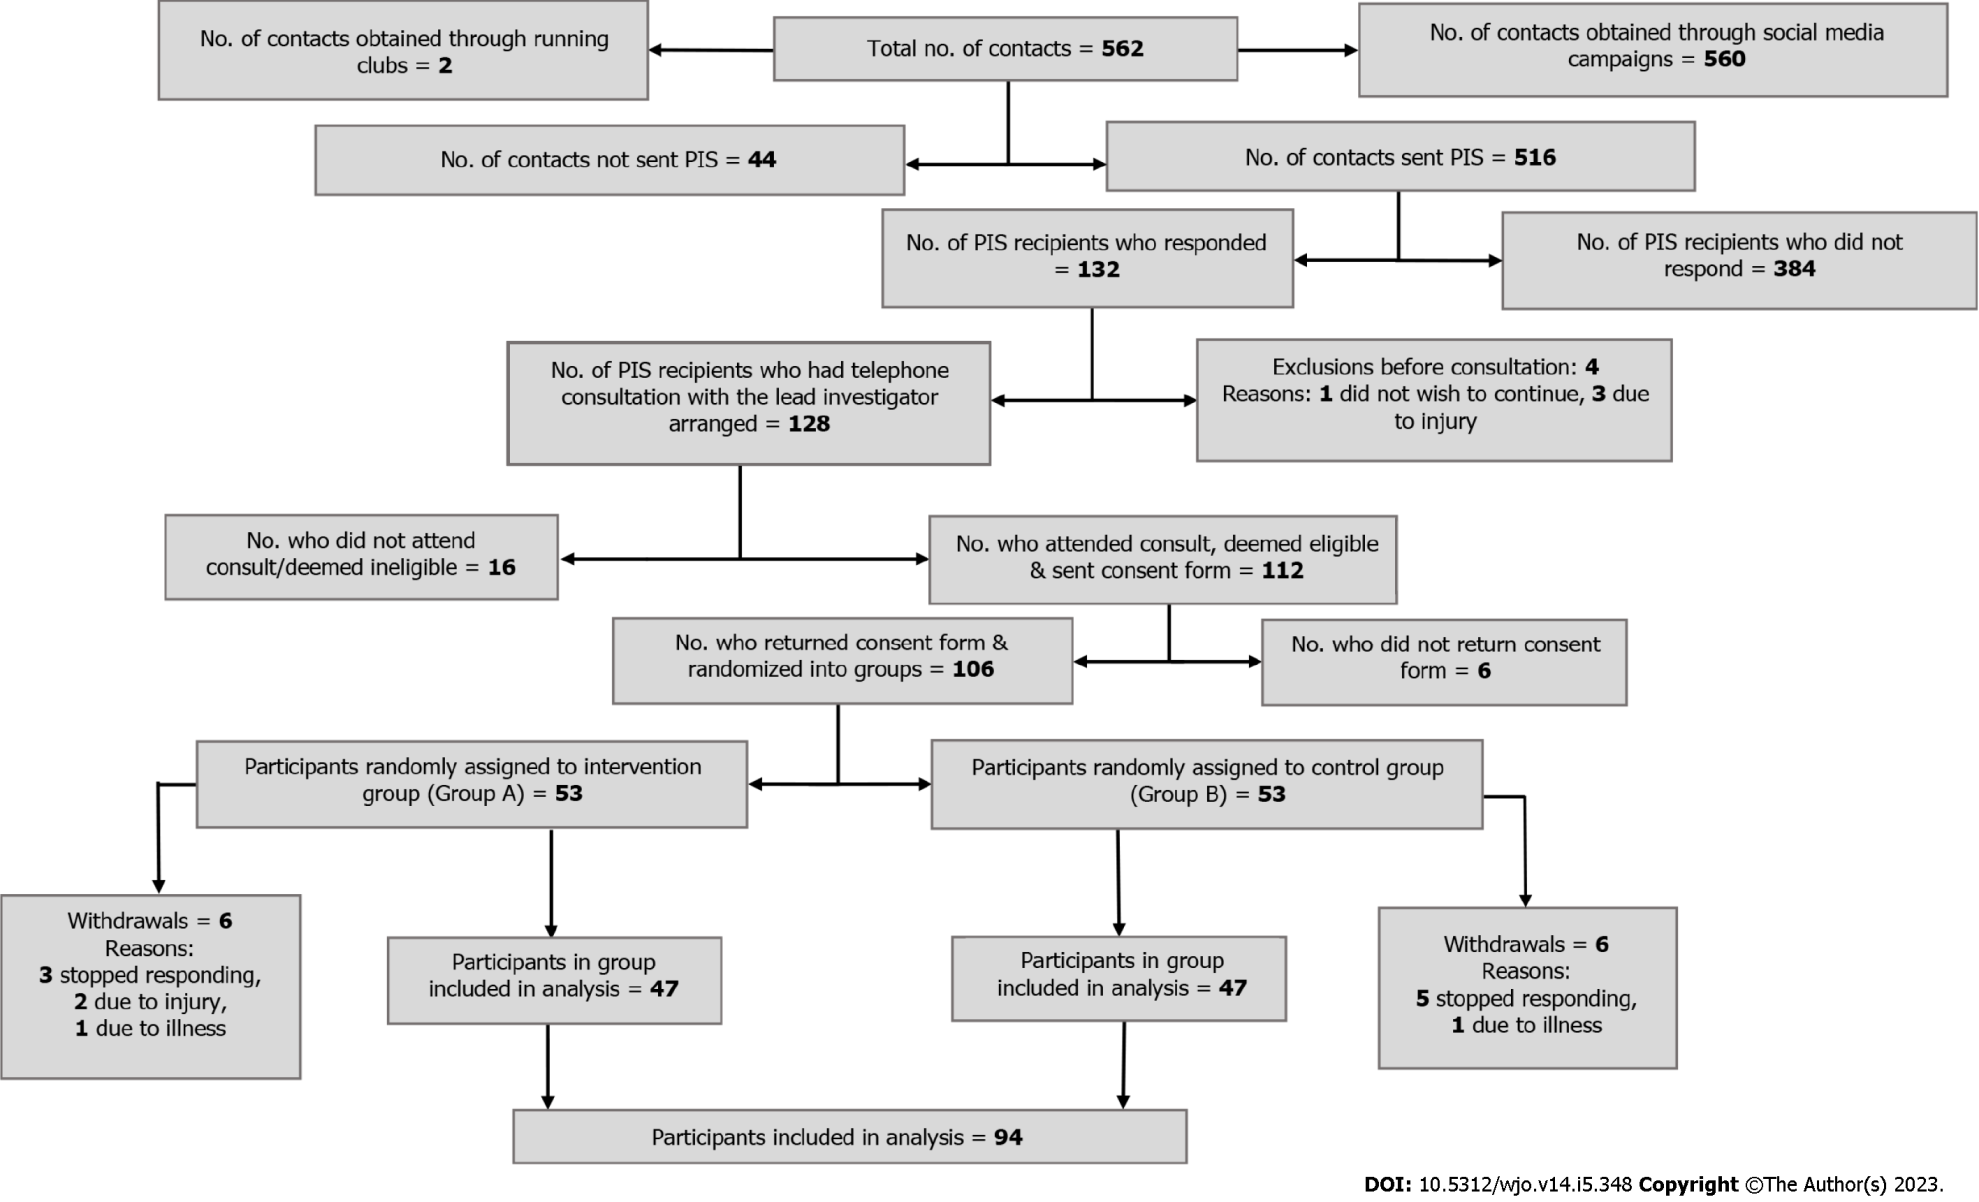 No. of contacts obtained through running
clubs = 2
Total no. of contacts = 562
No. of contacts obtained through social media
campaigns = 560
No. of contacts not sent PIS = 44
No. of contacts sent PIS = 516
No. of PIS recipients who responded
= 132
No. of PIS recipients who did not
respond = 384
No. of PIS recipients who had telephone
consultation with the lead investigator
arranged = 128
Exclusions before consultation: 4
Reasons: 1 did not wish to continue, 3 due
to injury
No. who did not attend
consult/deemed ineligible = 16
No. who attended consult, deemed eligible
& sent consent form = 112
No. who returned consent form &
randomized into groups = 106
No. who did not return consent
form = 6
Participants randomly assigned to intervention
group (Group A) = 53
Participants randomly assigned to control group
(Group B) = 53
Withdrawals = 6
Reasons:
3 stopped responding,
2 due to injury,
1 due to illness
Participants in group
included in analysis = 47
Participants in group
included in analysis = 47
Withdrawals = 6
Reasons:
5 stopped responding,
1 due to illness
Participants included in analysis = 94
DOI: 10.5312/wjo.v14.i5.348 Copyright ©The Author(s) 2023.